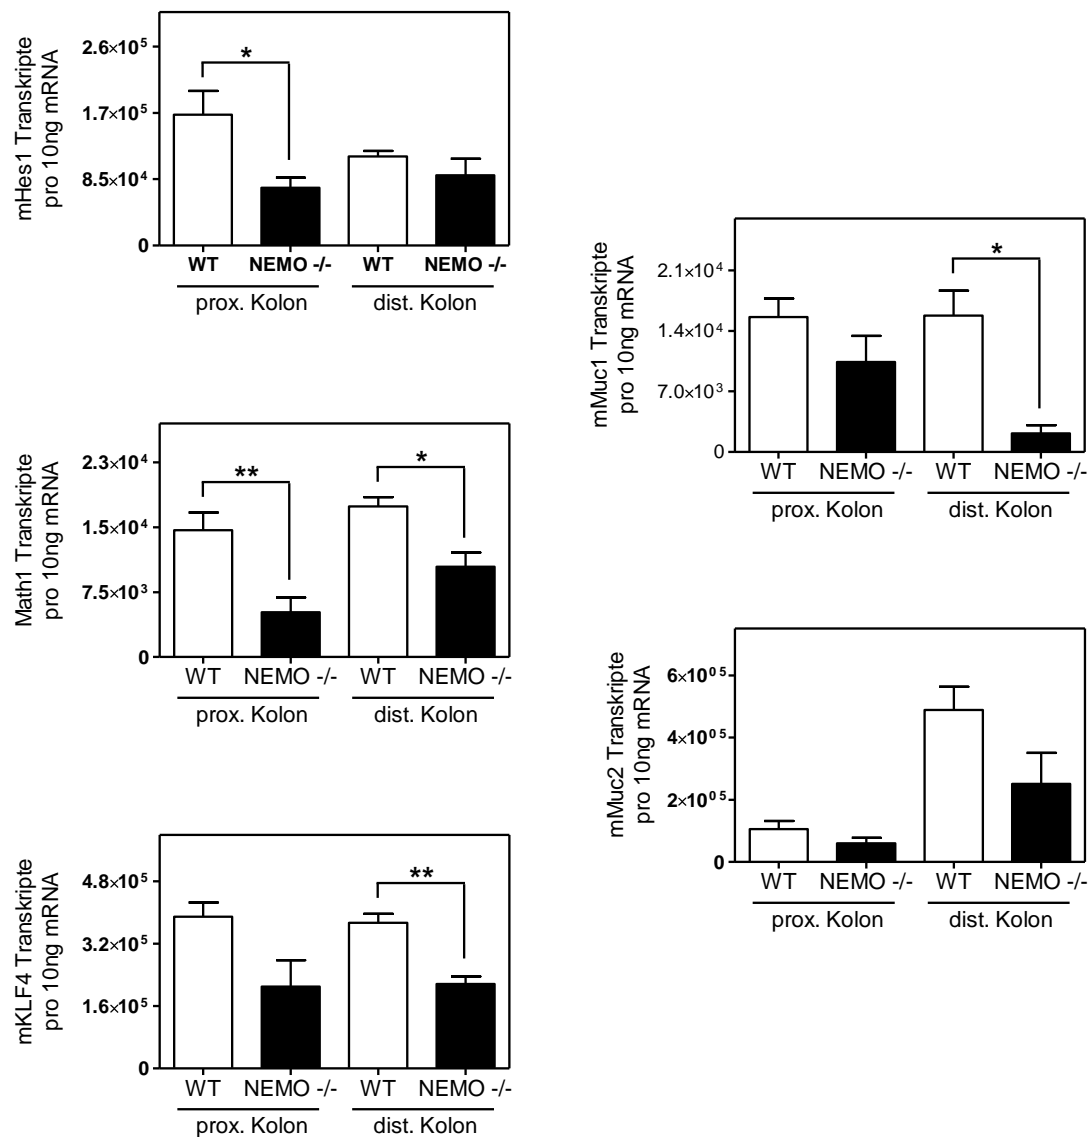 mHes1 Transkripte
pro 10ng mRNA
2.6×10⁵
1.7×10⁵
8.5×10⁴
0
*
WT NEMO -/- WT NEMO -/-
prox. Kolon dist. Kolon
Math1 Transkripte
pro 10ng mRNA
2.3×10⁴
1.5×10⁴
7.5×10³
0
** *
WT NEMO -/- WT NEMO -/-
prox. Kolon dist. Kolon
mKLF4 Transkripte
pro 10ng mRNA
4.8×10⁵
3.2×10⁵
1.6×10⁵
0
**
WT NEMO -/- WT NEMO -/-
prox. Kolon dist. Kolon
mMuc1 Transkripte
pro 10ng mRNA
2.1×10⁴
1.4×10⁴
7.0×10³
0
*
WT NEMO -/- WT NEMO -/-
prox. Kolon dist. Kolon
mMuc2 Transkripte
pro 10ng mRNA
6×10⁰⁵
4×10⁰⁵
2×10⁰⁵
0
WT NEMO -/- WT NEMO -/-
prox. Kolon dist. Kolon